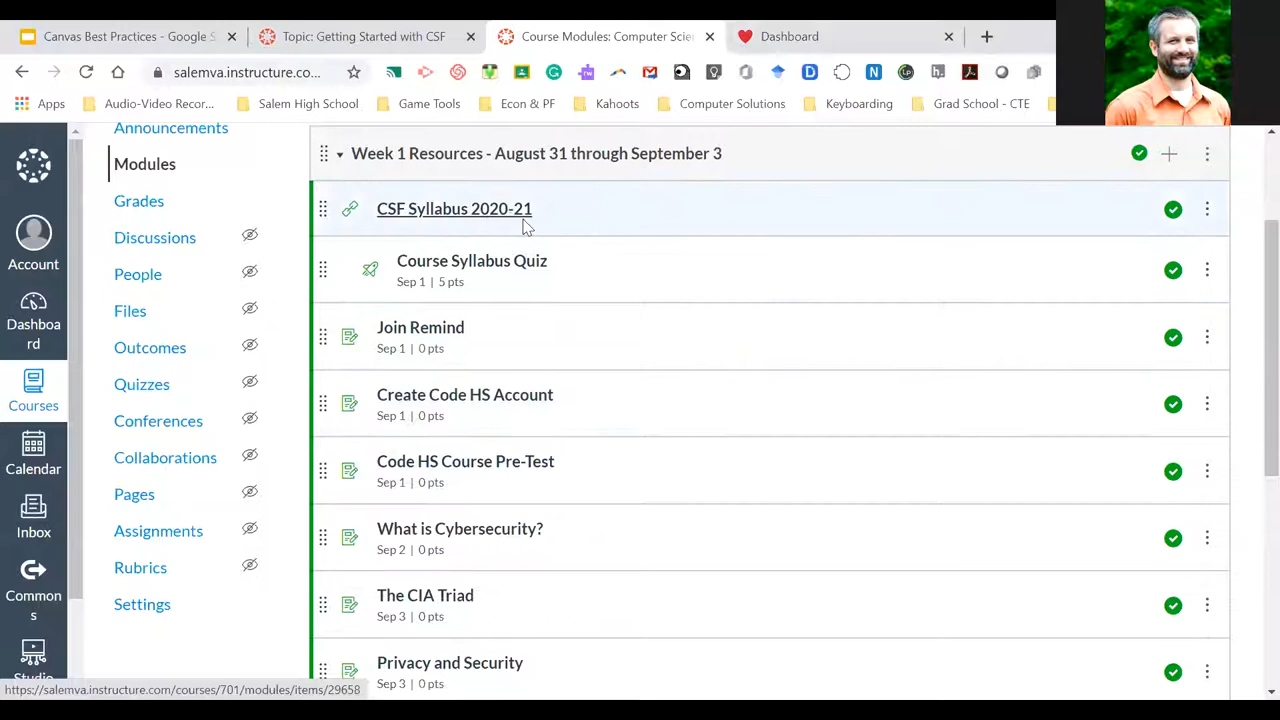 Canvas Best Practices - Google S
Topic: Getting Started with CSF
Course Modules: Computer Scie
Dashboard
salemva.instructure.co...
Apps
Audio-Video Recor...
Salem High School
Game Tools
Econ & PF
Kahoots
Computer Solutions
Keyboarding
Grad School - CTE
Account
Dashboa
rd
Courses
Calendar
Inbox
Common
s
Studio
Announcements
Modules
Grades
Discussions
People
Files
Outcomes
Quizzes
Conferences
Collaborations
Pages
Assignments
Rubrics
Settings
Week 1 Resources - August 31 through September 3
CSF Syllabus 2020-21
Course Syllabus Quiz
Sep 1 | 5 pts
Join Remind
Sep 1 | 0 pts
Create Code HS Account
Sep 1 | 0 pts
Code HS Course Pre-Test
Sep 1 | 0 pts
What is Cybersecurity?
Sep 2 | 0 pts
The CIA Triad
Sep 3 | 0 pts
Privacy and Security
Sep 3 | 0 pts
https://salemva.instructure.com/courses/701/modules/items/29658